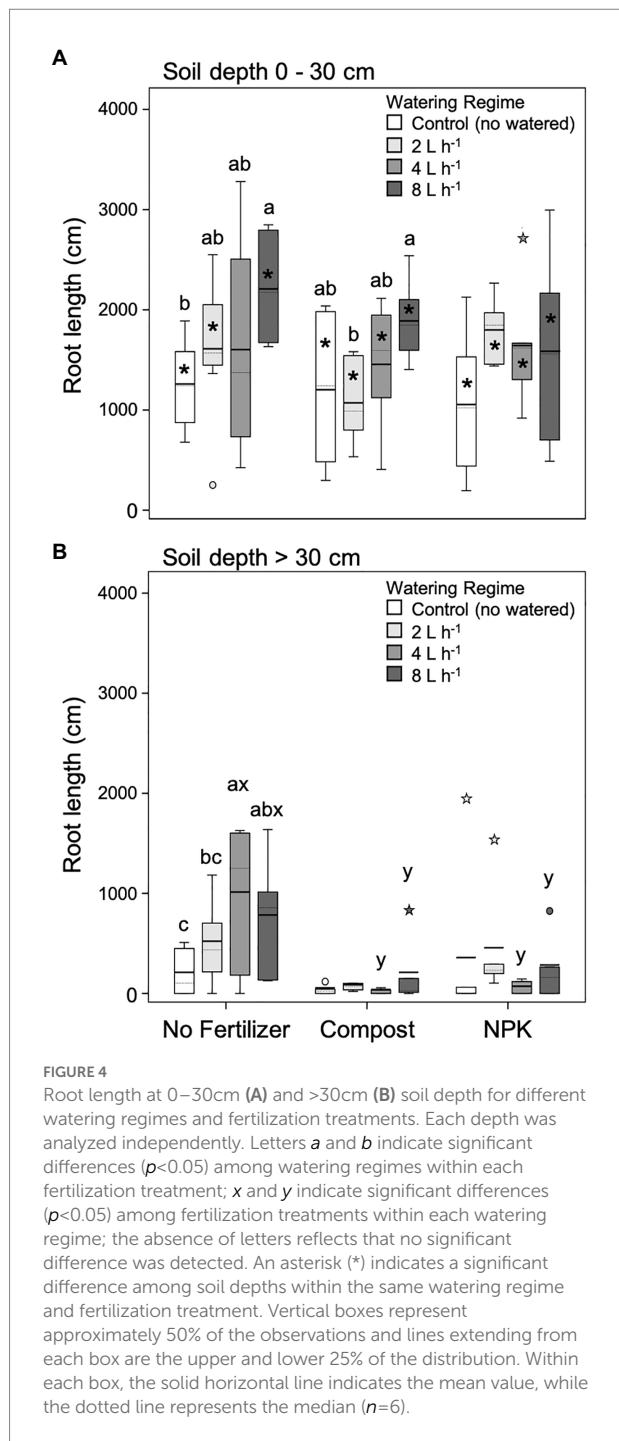 A
Soil depth 0 - 30 cm
Watering Regime
Control (no watered)
2 L h-1
4 L h-1
8 L h-1
4000
3000
2000
1000
0
Root length (cm)
b
ab
ab
a
ab
b
ab
a
* * * * * * * * * * *
B
Soil depth > 30 cm
Watering Regime
Control (no watered)
2 L h-1
4 L h-1
8 L h-1
4000
3000
2000
1000
0
Root length (cm)
c
bc
ax
abx
y
y
y
y
No Fertilizer Compost NPK
FIGURE 4
Root length at 0–30cm (A) and >30cm (B) soil depth for different
watering regimes and fertilization treatments. Each depth was
analyzed independently. Letters a and b indicate significant
differences (p<0.05) among watering regimes within each
fertilization treatment; x and y indicate significant differences
(p<0.05) among fertilization treatments within each watering
regime; the absence of letters reflects that no significant
difference was detected. An asterisk (*) indicates a significant
difference among soil depths within the same watering regime
and fertilization treatment. Vertical boxes represent
approximately 50% of the observations and lines extending from
each box are the upper and lower 25% of the distribution. Within
each box, the solid horizontal line indicates the mean value, while
the dotted line represents the median (n=6).